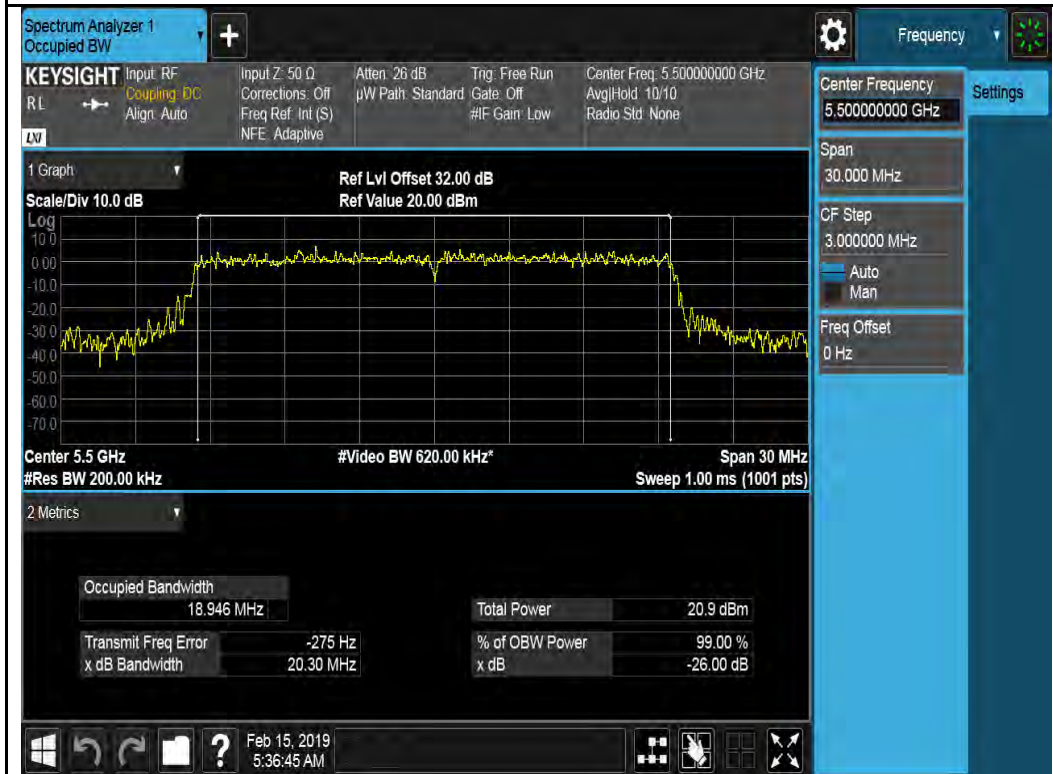 Spectrum Analyzer 1
Occupied BW
+
Frequency
KEYSIGHT
RL
LXI
Input: RF
Coupling: DC
Align: Auto
Input Z: 50 Ω
Corrections: Off
Freq Ref: Int (S)
NFE: Adaptive
Atten: 26 dB
µW Path: Standard
Trig: Free Run
Gate: Off
#IF Gain: Low
Center Freq: 5.500000000 GHz
Avg|Hold: 10/10
Radio Std: None
Center Frequency
5.500000000 GHz
Settings
Span
30.000 MHz
CF Step
3.000000 MHz
Auto
Man
Freq Offset
0 Hz
1 Graph
Scale/Div 10.0 dB
Ref Lvl Offset 32.00 dB
Ref Value 20.00 dBm
Log
10.0
0.00
-10.0
-20.0
-30.0
-40.0
-50.0
-60.0
-70.0
Center 5.5 GHz
#Video BW 620.00 kHz*
Span 30 MHz
#Res BW 200.00 kHz
Sweep 1.00 ms (1001 pts)
2 Metrics
Occupied Bandwidth
18.946 MHz
Total Power 20.9 dBm
Transmit Freq Error -275 Hz
% of OBW Power 99.00 %
x dB Bandwidth 20.30 MHz
x dB -26.00 dB
?
Feb 15, 2019
5:36:45 AM